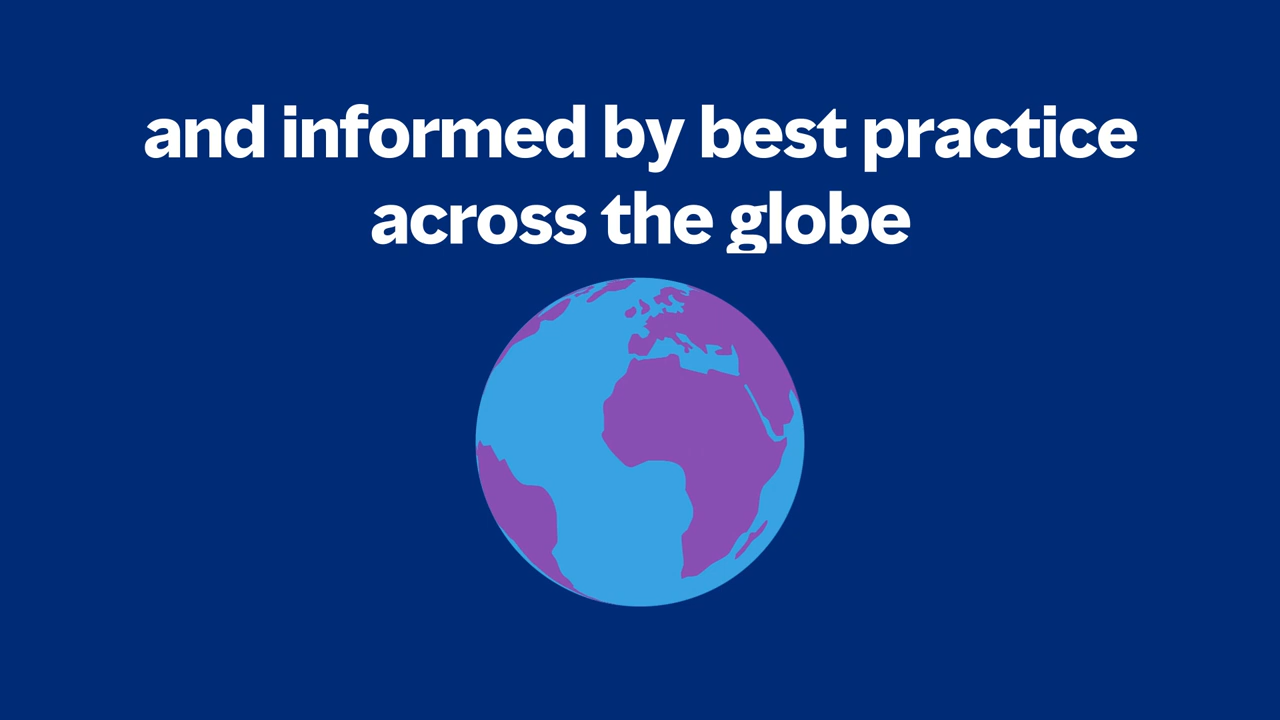 and informed by best practice
across the globe